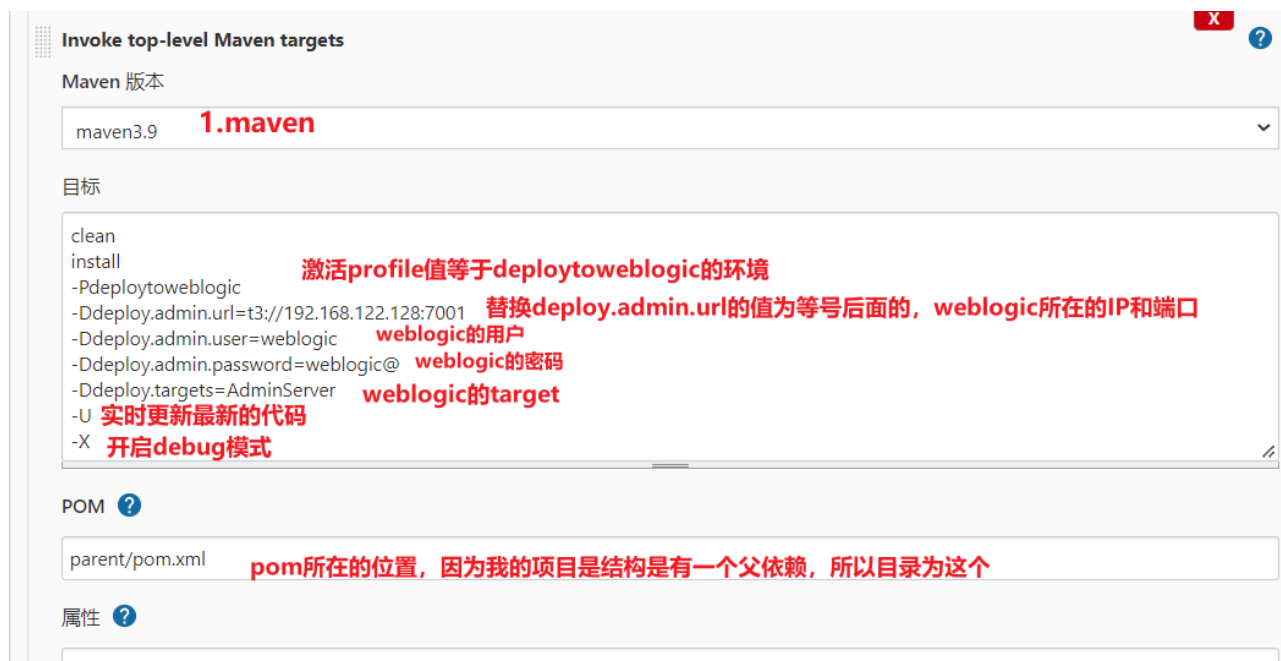 X
Invoke top-level Maven targets ?
Maven 版本
maven3.9 1.maven
目标
clean
install
激活profile值等于deploytoweblogic的环境
-Pdeploytoweblogic
-Ddeploy.admin.url=t3://192.168.122.128:7001 替换deploy.admin.url的值为等号后面的，weblogic所在的IP和端口
-Ddeploy.admin.user=weblogic weblogic的用户
-Ddeploy.admin.password=weblogic@ weblogic的密码
-Ddeploy.targets=AdminServer weblogic的target
-U 实时更新最新的代码
-X 开启debug模式
POM ?
parent/pom.xml pom所在的位置，因为我的项目是结构是有一个父依赖，所以目录为这个
属性 ?